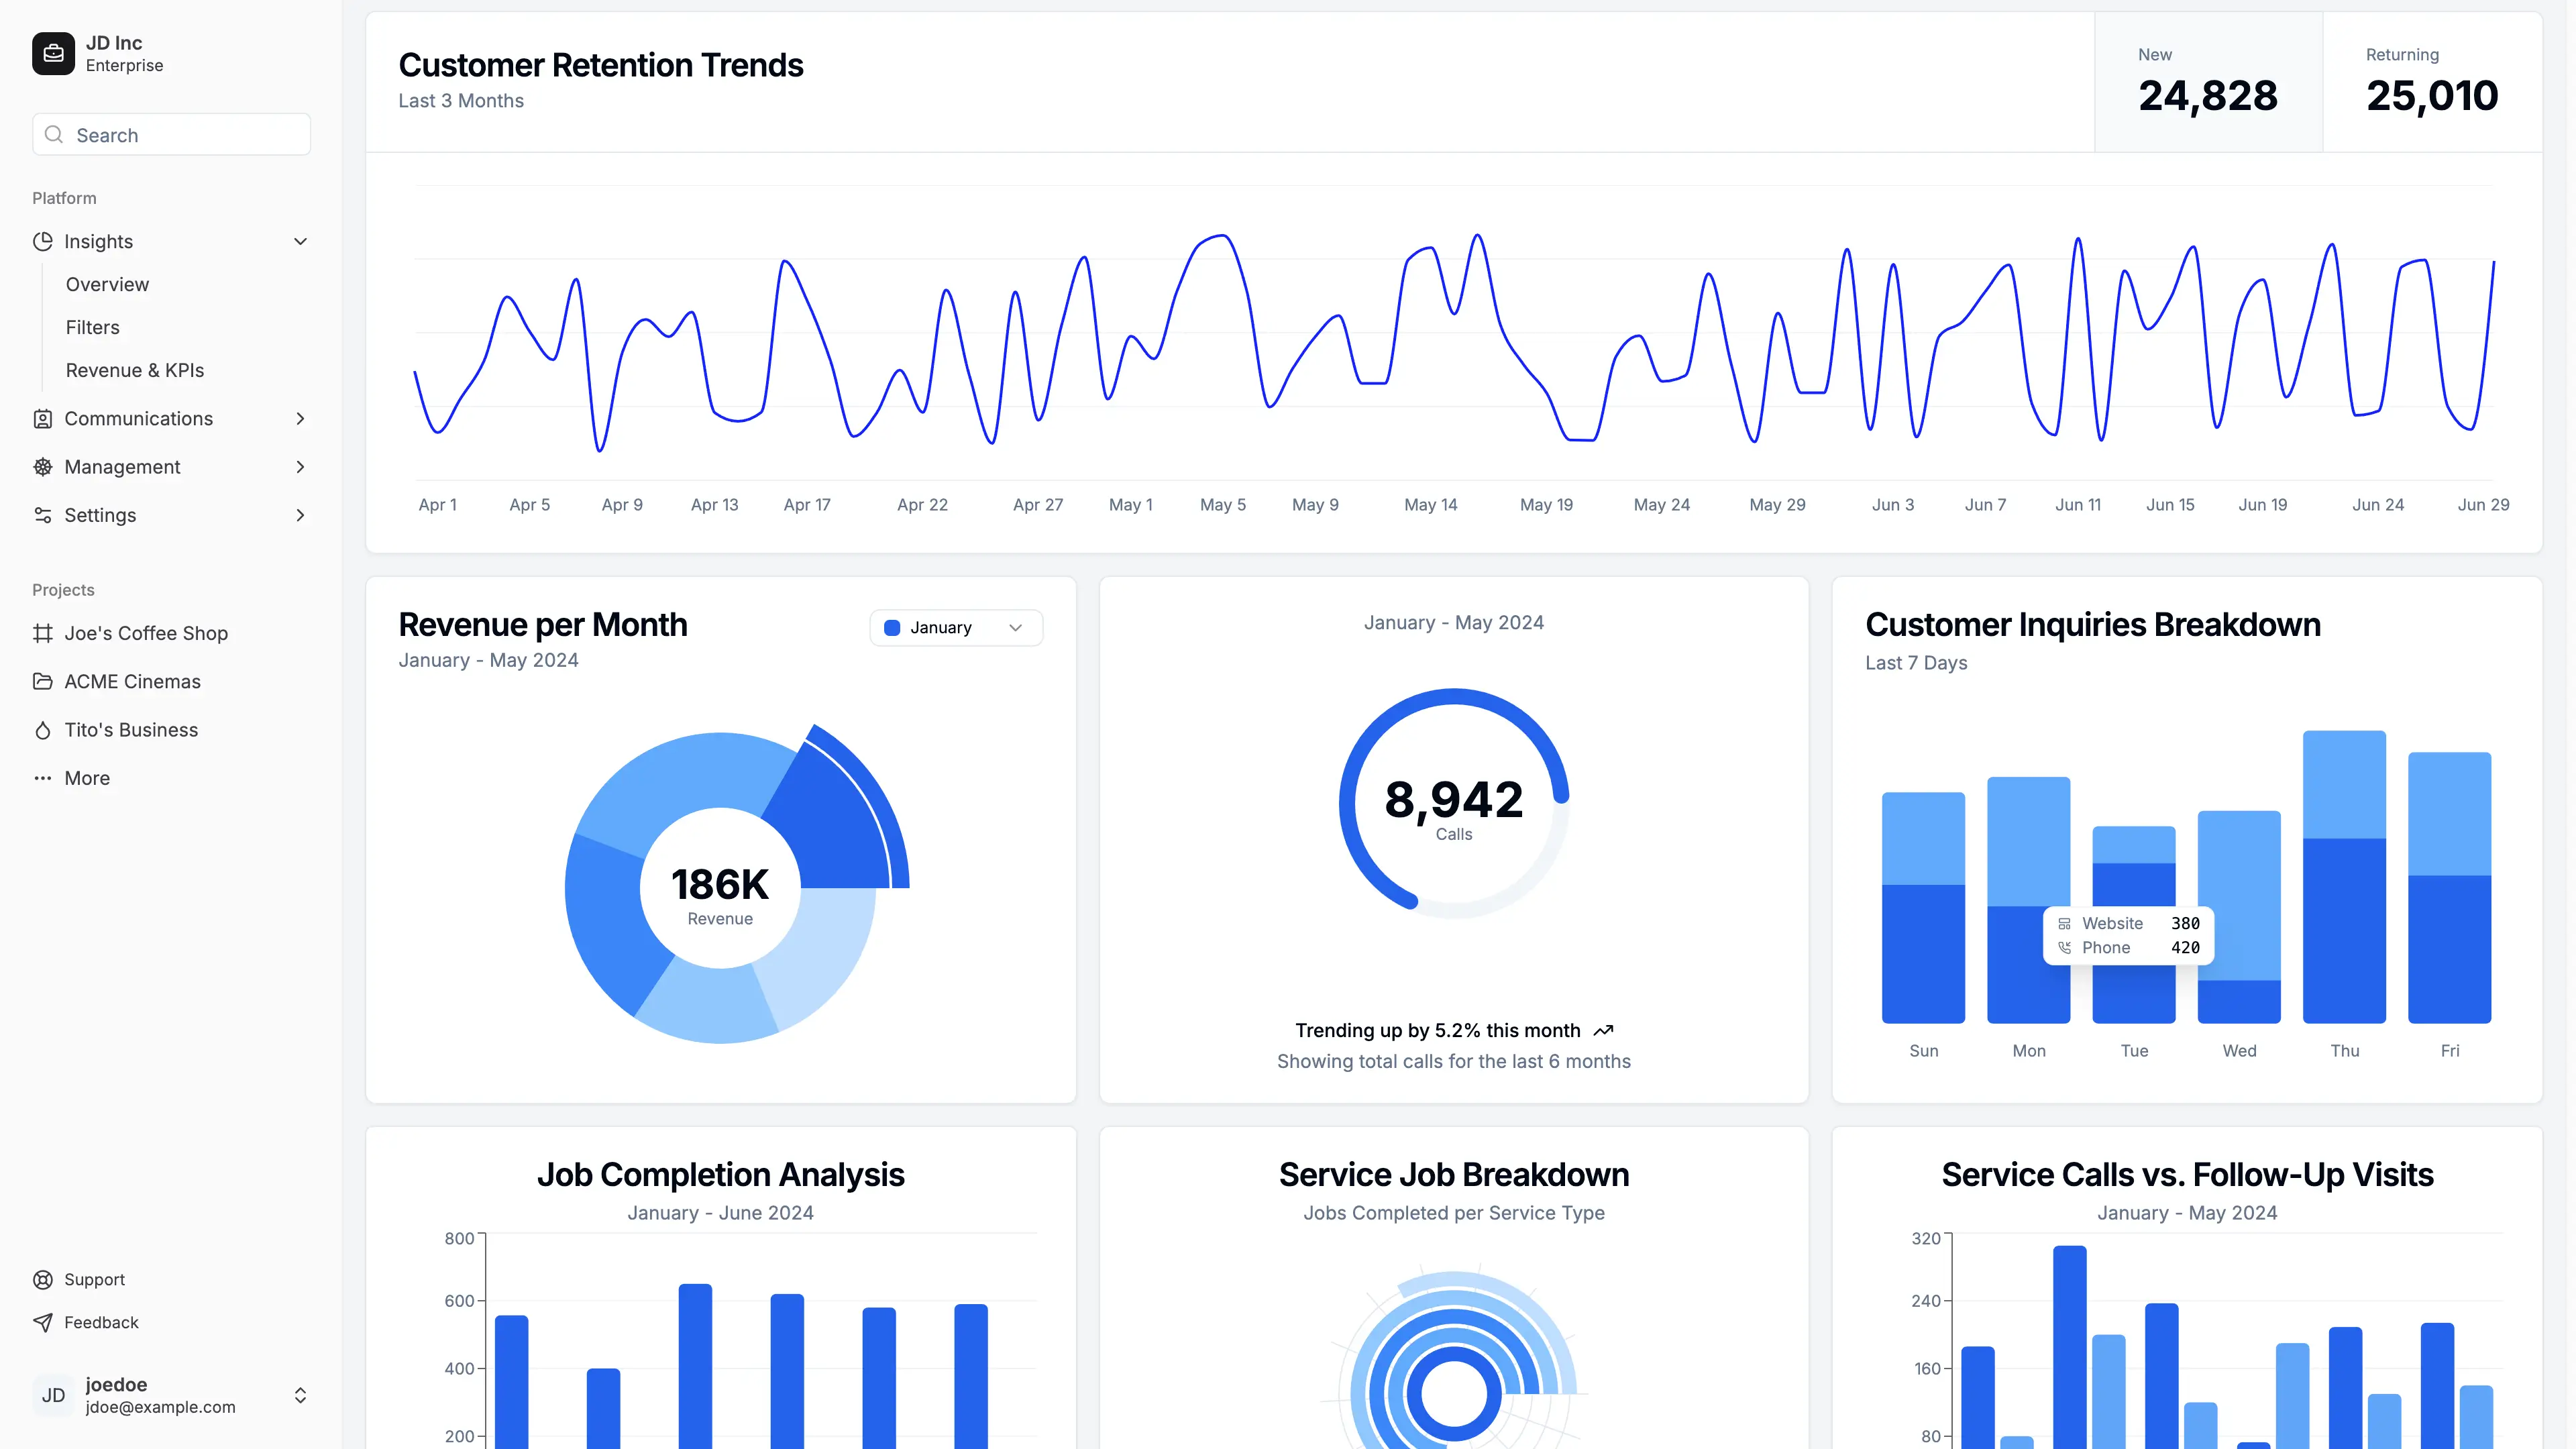 JD Inc
Enterprise
Search
Platform
Insights
Overview
Filters
Revenue & KPIs
Communications
Management
Settings
Projects
Joe's Coffee Shop
ACME Cinemas
Tito's Business
More
Support
Feedback
JD
joedoe
jdoe@example.com
Customer Retention Trends
Last 3 Months
New
24,828
Returning
25,010
Apr 1 Apr 5 Apr 9 Apr 13 Apr 17 Apr 22 Apr 27 May 1 May 5 May 9 May 14 May 19 May 24 May 29 Jun 3 Jun 7 Jun 11 Jun 15 Jun 19 Jun 24 Jun 29
Revenue per Month
January - May 2024
January
186K
Revenue
January - May 2024
8,942
Calls
Trending up by 5.2% this month
Showing total calls for the last 6 months
Customer Inquiries Breakdown
Last 7 Days
Website 380
Phone 420
Sun Mon Tue Wed Thu Fri
Job Completion Analysis
January - June 2024
800
600
400
200
Service Job Breakdown
Jobs Completed per Service Type
Service Calls vs. Follow-Up Visits
January - May 2024
320
240
160
80